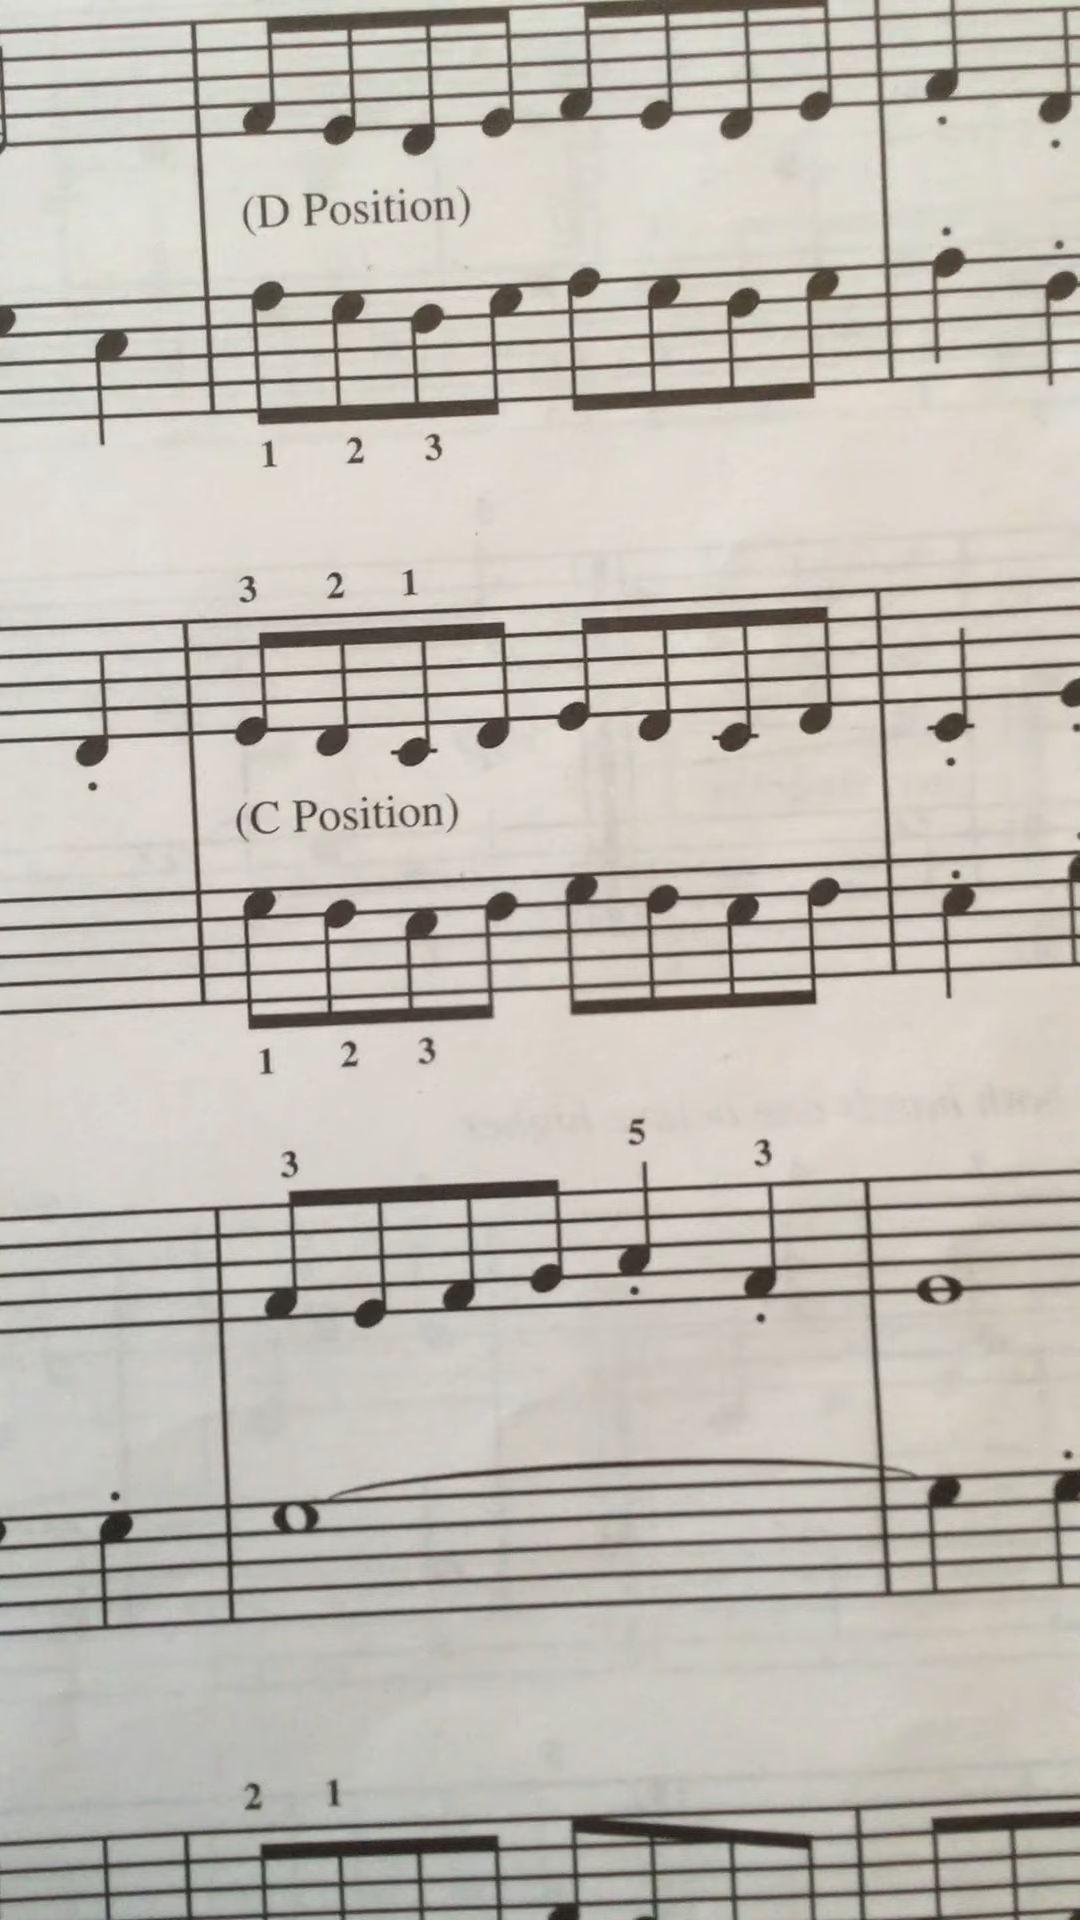 (D Position)
1 2 3
3 2 1
(C Position)
1 2 3
3 5 3
2 1